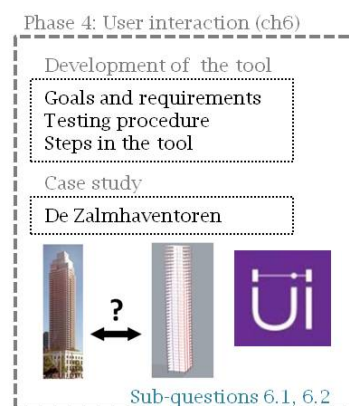 Phase 4: User interaction (ch6)
Development of the tool
Goals and requirements
Testing procedure
Steps in the tool
Case study
De Zalmhaventoren
?
Ui
Sub-questions 6.1, 6.2